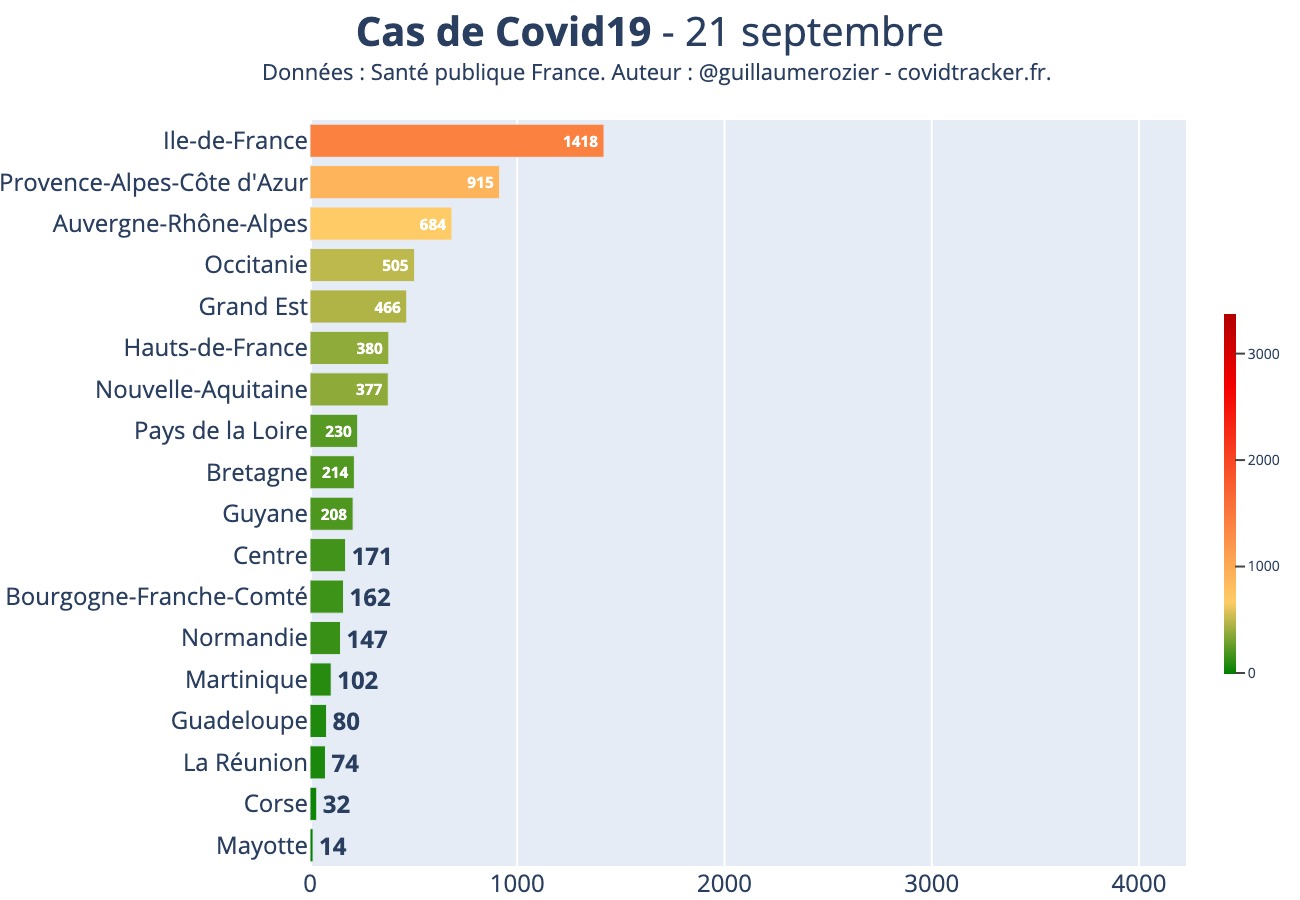 Cas de Covid19 - 21 septembre
Données : Santé publique France. Auteur : @guillaumerozier - covidtracker.fr.
Ile-de-France 1418
Provence-Alpes-Côte d'Azur 915
Auvergne-Rhône-Alpes 684
Occitanie 505
Grand Est 466
Hauts-de-France 380
Nouvelle-Aquitaine 377
Pays de la Loire 230
Bretagne 214
Guyane 208
Centre 171
Bourgogne-Franche-Comté 162
Normandie 147
Martinique 102
Guadeloupe 80
La Réunion 74
Corse 32
Mayotte 14
0 1000 2000 3000 4000
3000
2000
1000
0